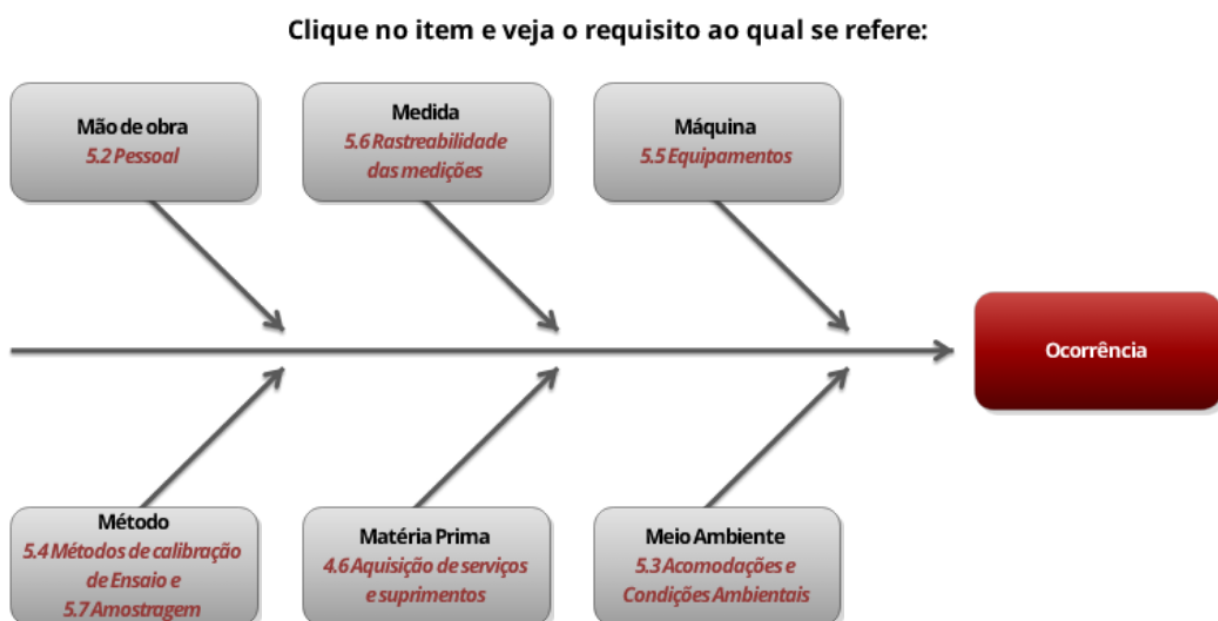 Clique no item e veja o requisito ao qual se refere:
Mão de obra
5.2 Pessoal
Medida
5.6 Rastreabilidade
das medições
Máquina
5.5 Equipamentos
Ocorrência
Método
5.4 Métodos de calibração
de Ensaio e
5.7 Amostragem
Matéria Prima
4.6 Aquisição de serviços
e suprimentos
Meio Ambiente
5.3 Acomodações e
Condições Ambientais